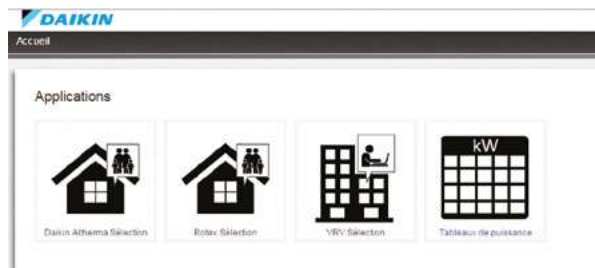 DAIKIN
Accueil
Applications
kW
Daikin Altherma Sélection
Rotex Sélection
VRV Sélection
Tableaux de puissance